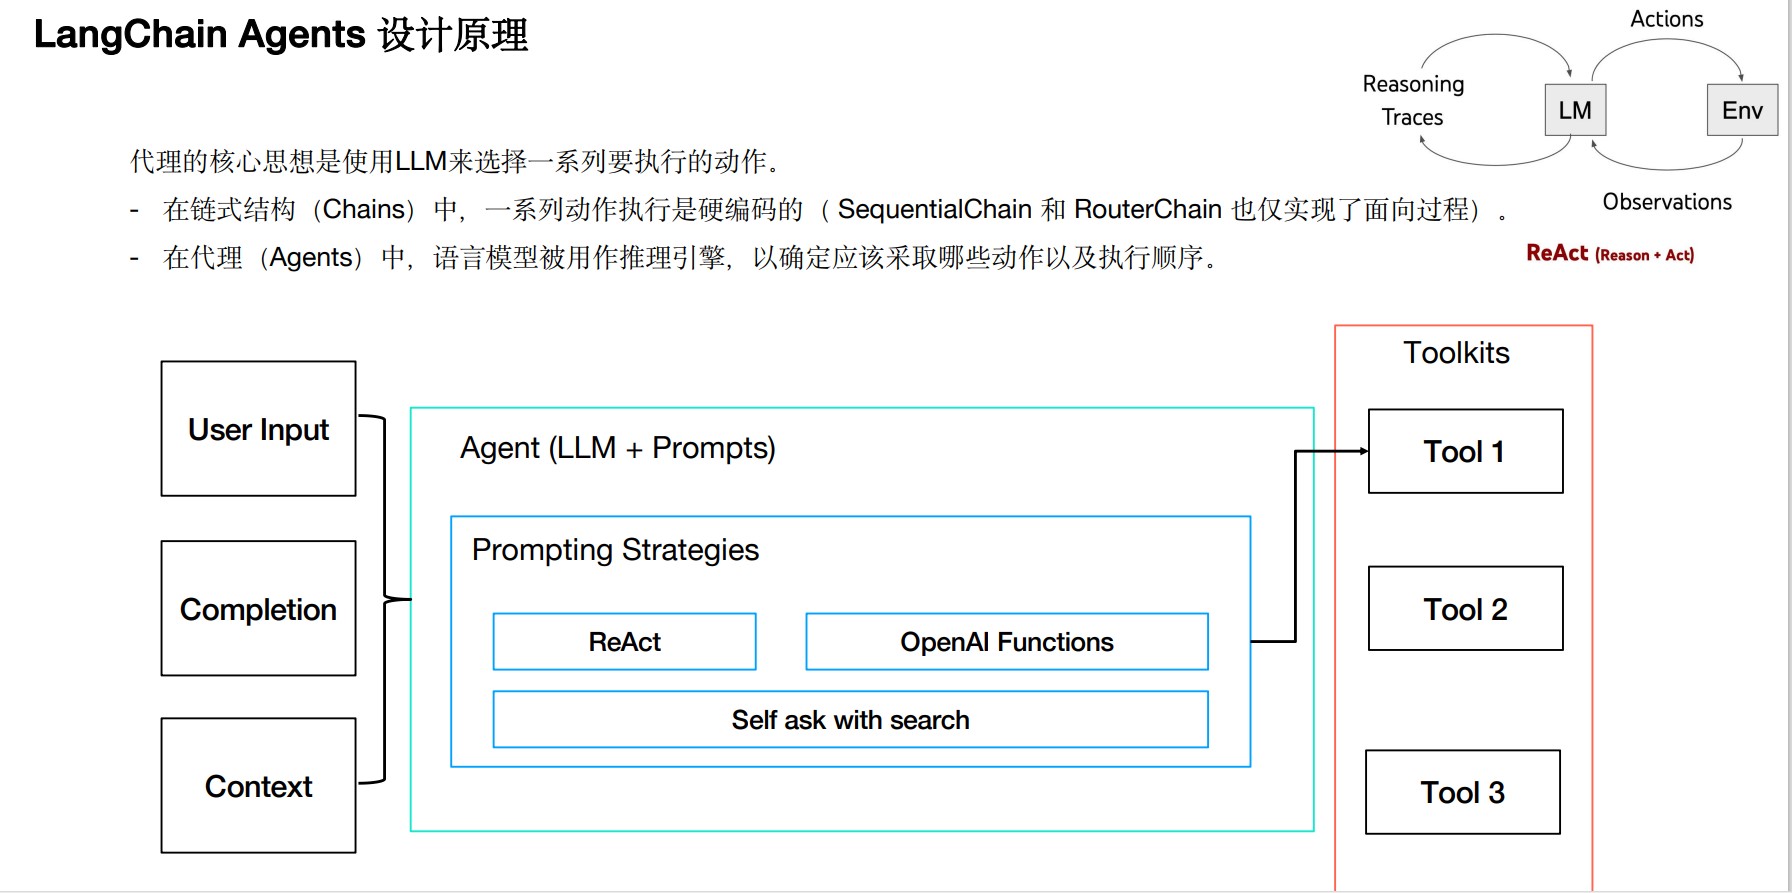 LangChain Agents 设计原理
Actions
Reasoning
Traces
LM
Env
Observations
ReAct (Reason + Act)
代理的核心思想是使用LLM来选择一系列要执行的动作。
- 在链式结构（Chains）中，一系列动作执行是硬编码的（ SequentialChain 和 RouterChain 也仅实现了面向过程）。
- 在代理（Agents）中，语言模型被用作推理引擎，以确定应该采取哪些动作以及执行顺序。
User Input
Completion
Context
Agent (LLM + Prompts)
Prompting Strategies
ReAct
OpenAI Functions
Self ask with search
Toolkits
Tool 1
Tool 2
Tool 3